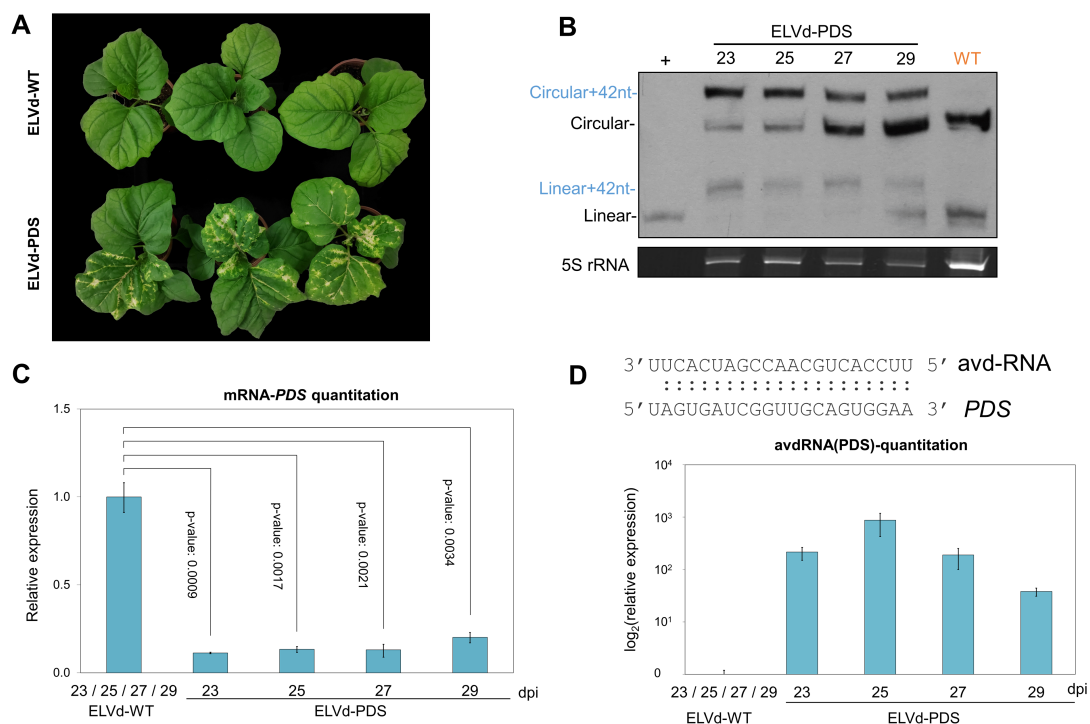 A
ELVd-WT
ELVd-PDS
B
ELVd-PDS
+ 23 25 27 29 WT
Circular+42nt-
Circular-
Linear+42nt-
Linear-
5S rRNA
C
mRNA-PDS quantitation
Relative expression
1.5
1.0
0.5
0.0
p-value: 0.0009
p-value: 0.0017
p-value: 0.0021
p-value: 0.0034
23 / 25 / 27 / 29 23 25 27 29 dpi
ELVd-WT ELVd-PDS
D
3′ UUCACUAGCCAACGUCACCUU 5′ avd-RNA
:::::::::::::::::::::
5′ UAGUGAUCGGUUGCAGUGGAA 3′ PDS
avdRNA(PDS)-quantitation
log2(relative expression)
10⁴
10³
10²
10¹
0
23 / 25 / 27 / 29 23 25 27 29 dpi
ELVd-WT ELVd-PDS